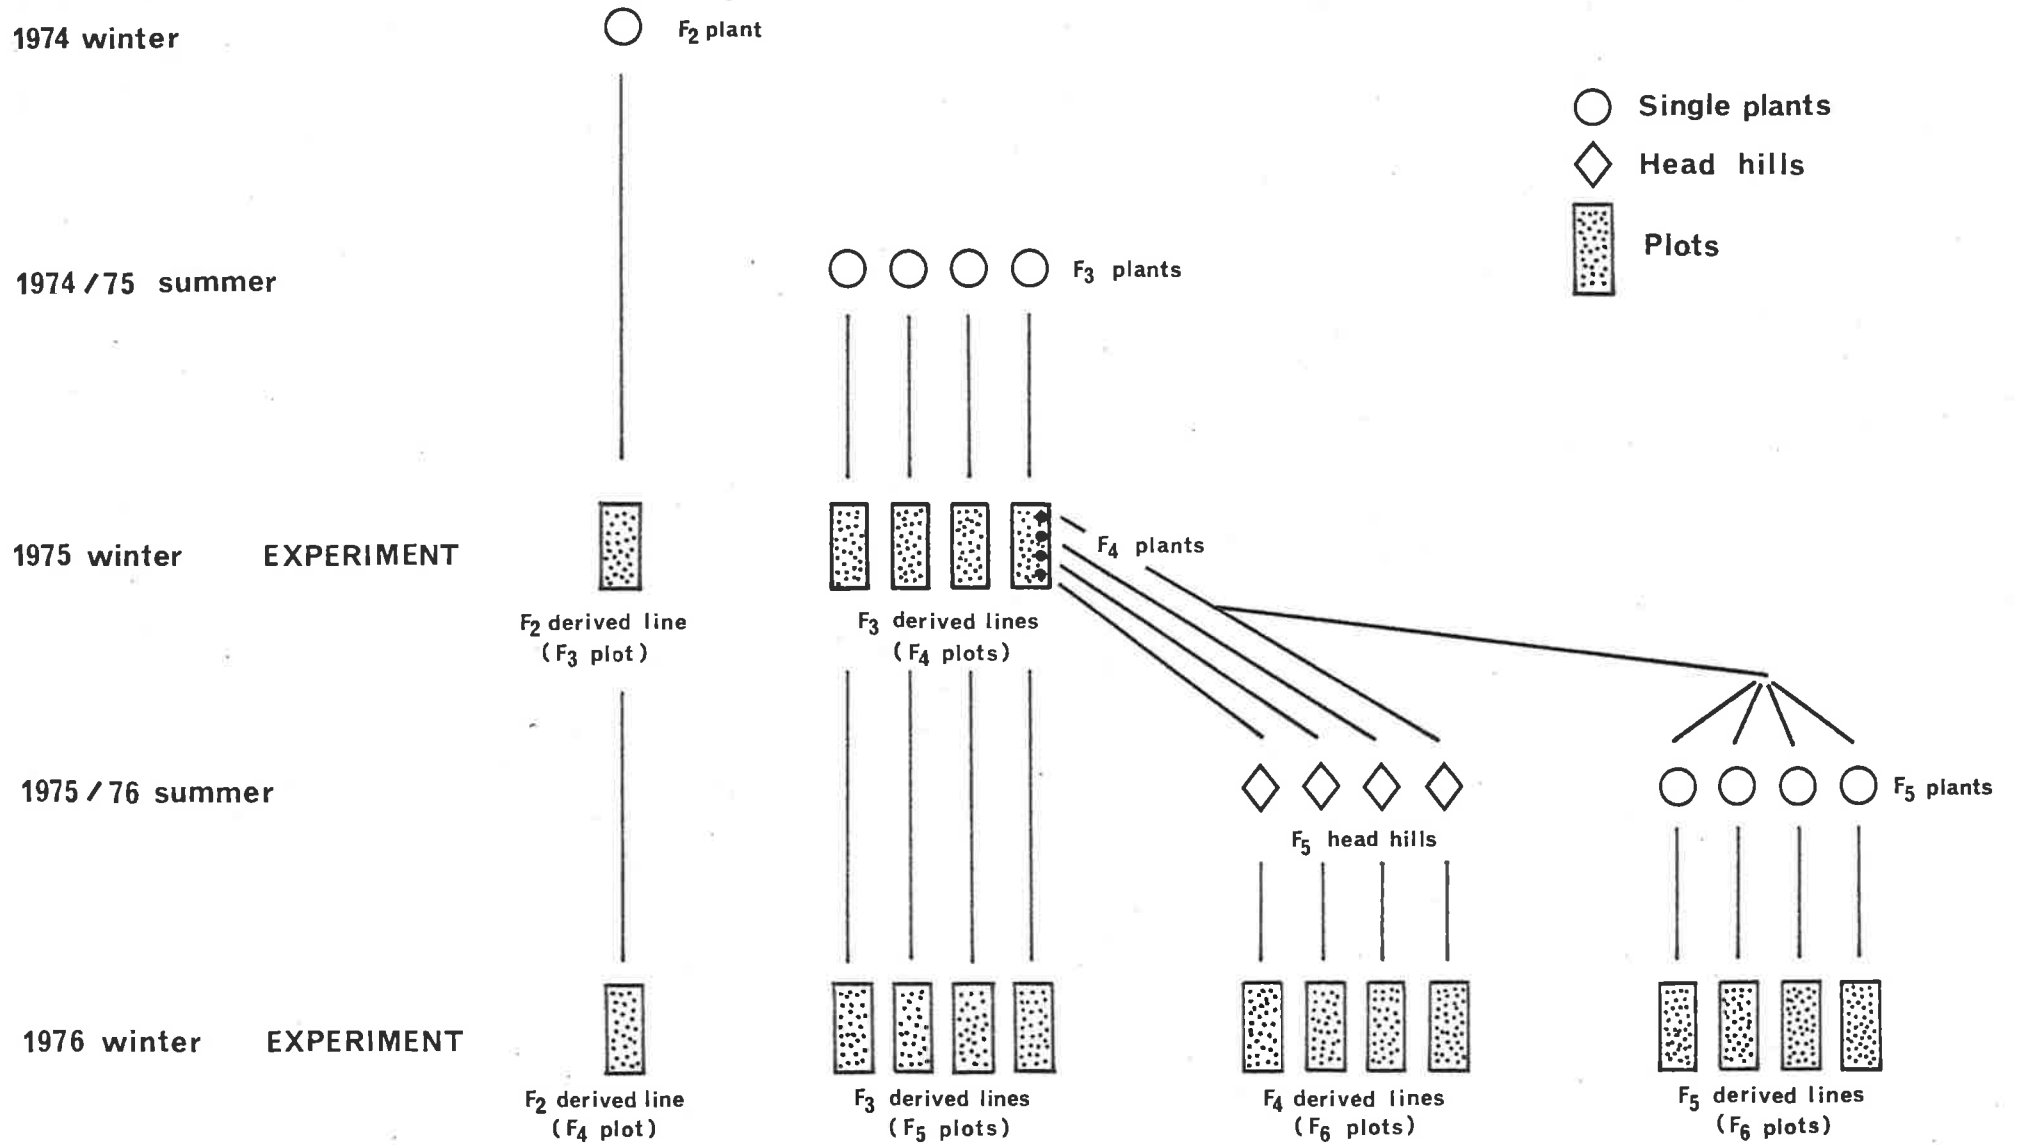 1974 winter
F2 plant
Single plants
Head hills
Plots
1974/75 summer
F3 plants
1975 winter EXPERIMENT
F4 plants
F2 derived line
(F3 plot)
F3 derived lines
(F4 plots)
1975/76 summer
F5 plants
F5 head hills
1976 winter EXPERIMENT
F2 derived line
(F4 plot)
F3 derived lines
(F5 plots)
F4 derived lines
(F6 plots)
F5 derived lines
(F6 plots)